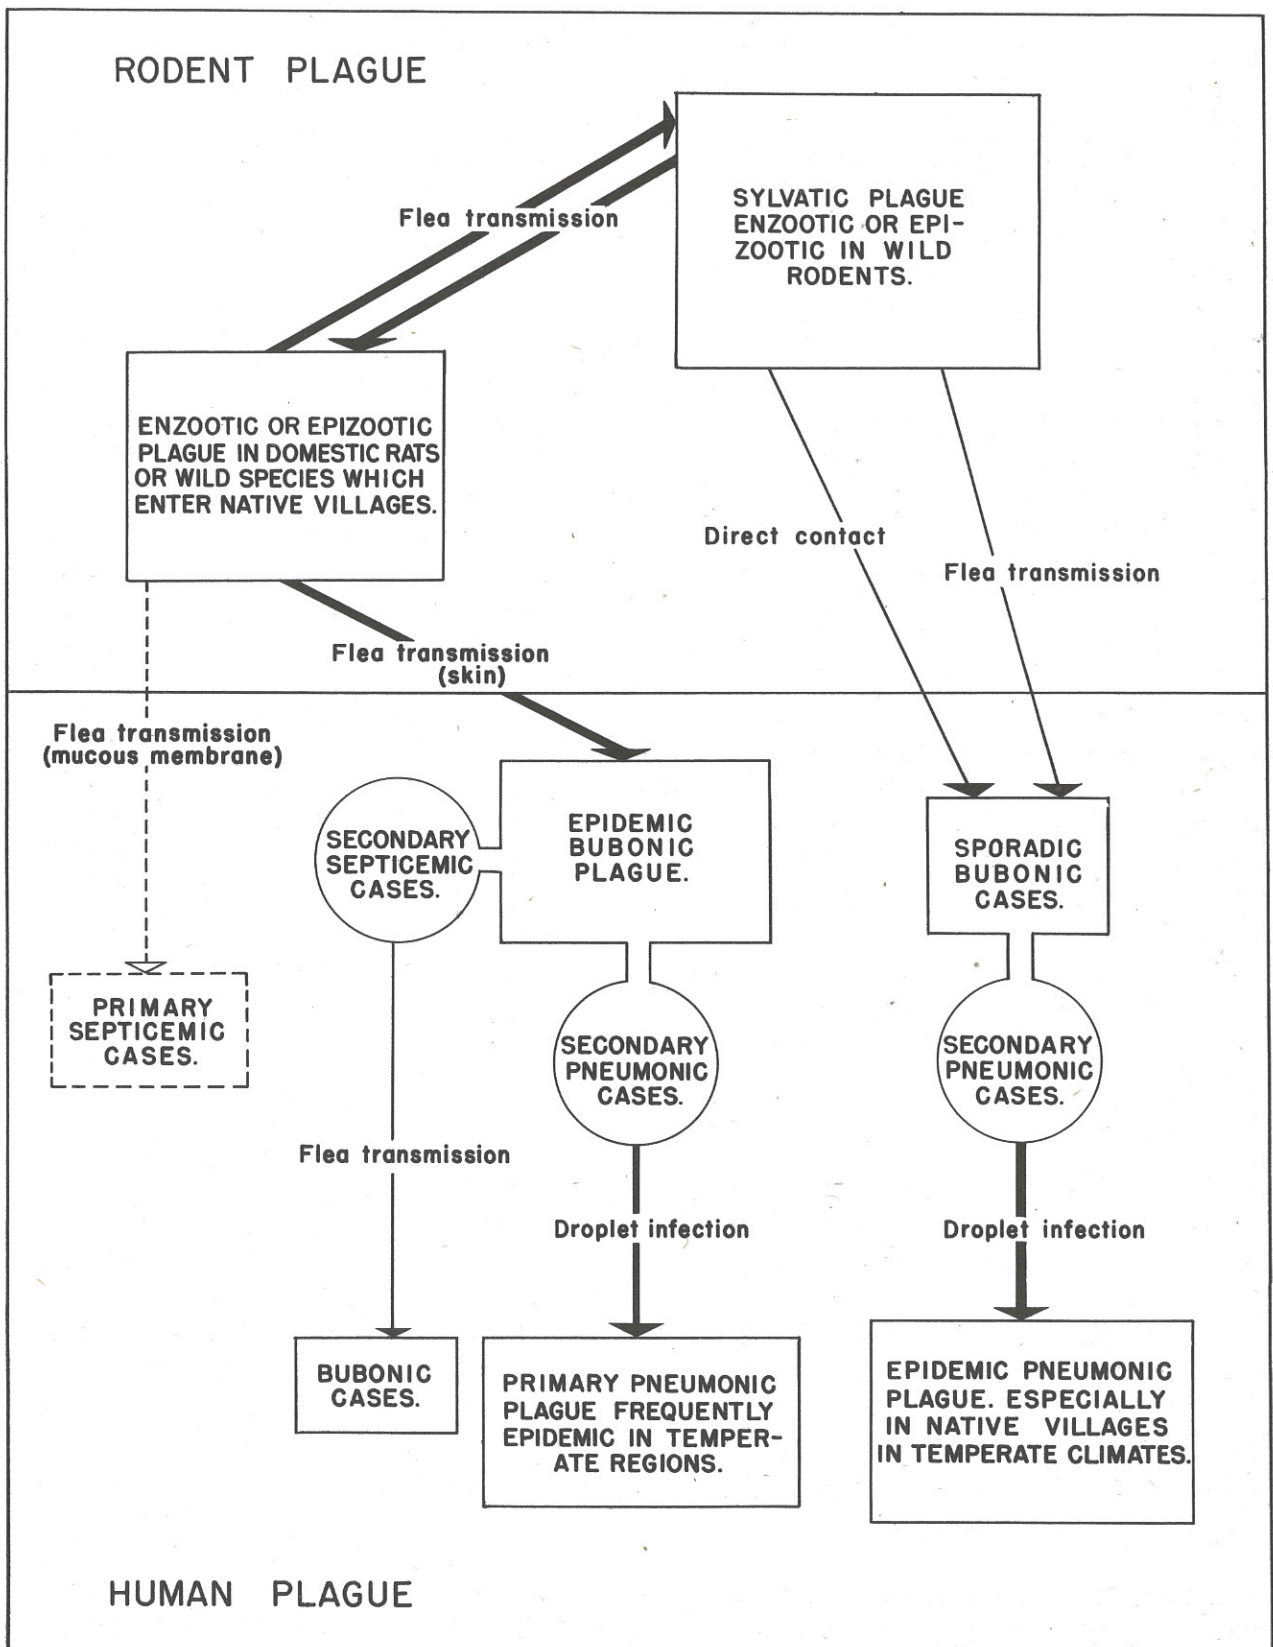 RODENT PLAGUE
SYLVATIC PLAGUE
ENZOOTIC OR EPI-
ZOOTIC IN WILD
RODENTS.
Flea transmission
ENZOOTIC OR EPIZOOTIC
PLAGUE IN DOMESTIC RATS
OR WILD SPECIES WHICH
ENTER NATIVE VILLAGES.
Direct contact
Flea transmission
Flea transmission
(skin)
Flea transmission
(mucous membrane)
SECONDARY
SEPTICEMIC
CASES.
EPIDEMIC
BUBONIC
PLAGUE.
SPORADIC
BUBONIC
CASES.
PRIMARY
SEPTICEMIC
CASES.
SECONDARY
PNEUMONIC
CASES.
SECONDARY
PNEUMONIC
CASES.
Flea transmission
Droplet infection
Droplet infection
BUBONIC
CASES.
PRIMARY PNEUMONIC
PLAGUE FREQUENTLY
EPIDEMIC IN TEMPER-
ATE REGIONS.
EPIDEMIC PNEUMONIC
PLAGUE. ESPECIALLY
IN NATIVE VILLAGES
IN TEMPERATE CLIMATES.
HUMAN PLAGUE